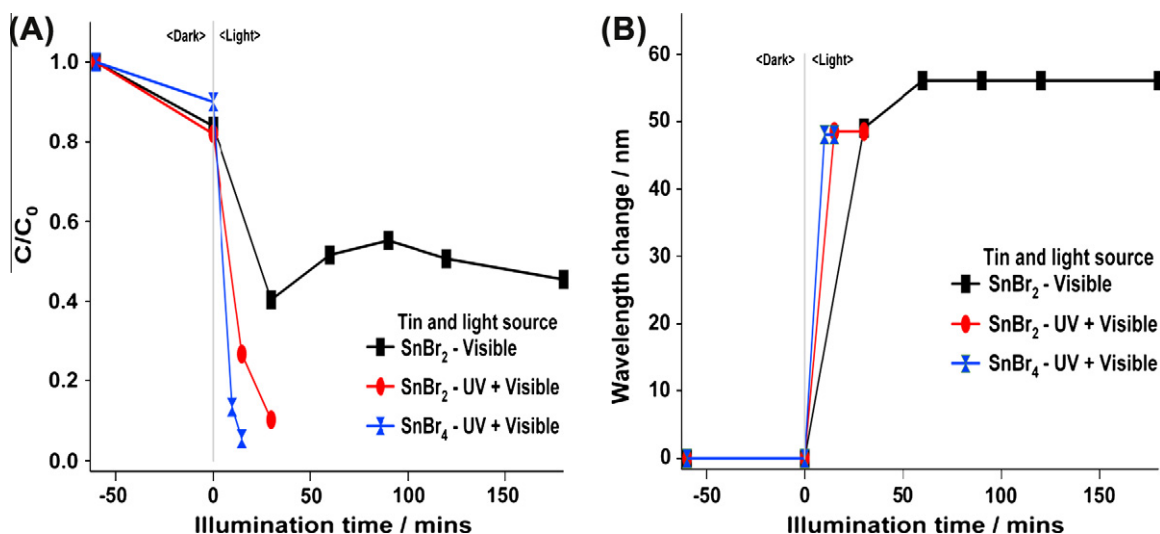 (A)
<Dark> <Light>
1.0
0.8
0.6
0.4
0.2
0.0
C/C₀
Tin and light source
SnBr₂ - Visible
SnBr₂ - UV + Visible
SnBr₄ - UV + Visible
-50 0 50 100 150
Illumination time / mins
(B)
<Dark> <Light>
60
50
40
30
20
10
0
Wavelength change / nm
Tin and light source
SnBr₂ - Visible
SnBr₂ - UV + Visible
SnBr₄ - UV + Visible
-50 0 50 100 150
Illumination time / mins